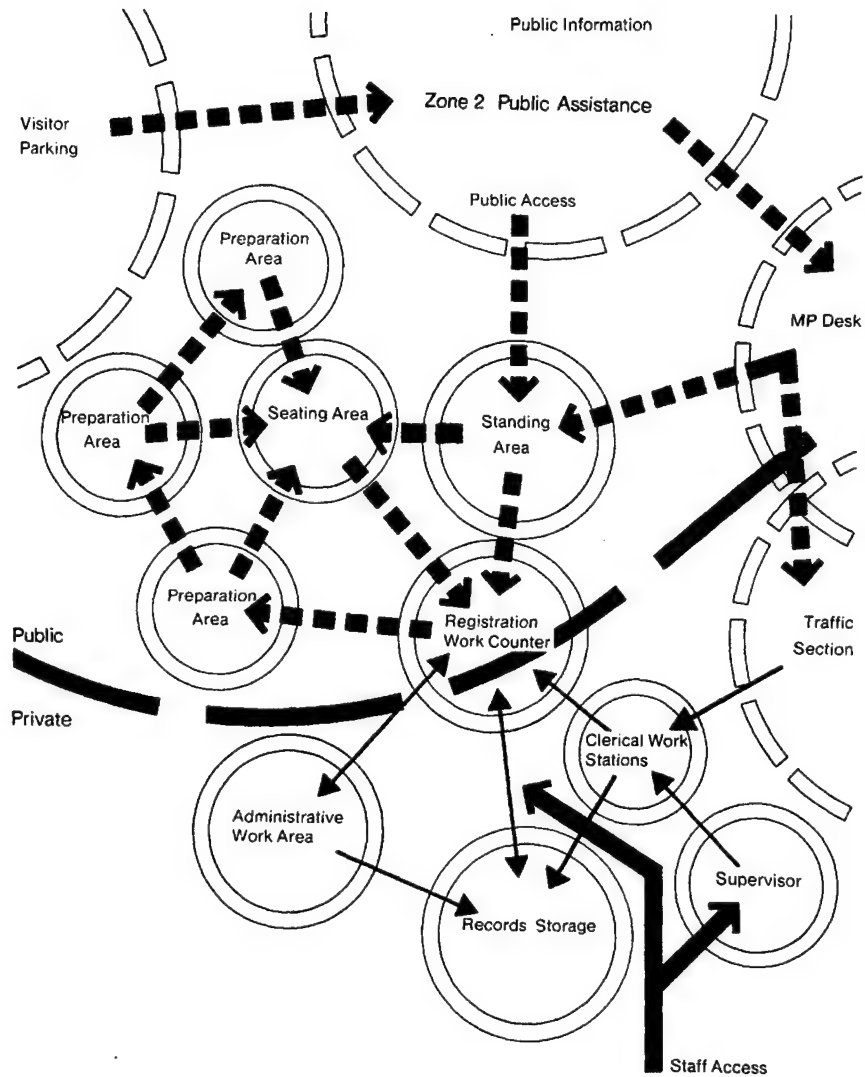 Public Information
Zone 2 Public Assistance
Visitor
Parking
Public Access
Preparation
Area
MP Desk
Preparation
Area
Seating Area
Standing
Area
Preparation
Area
Registration
Work Counter
Traffic
Section
Public
Private
Clerical Work
Stations
Administrative
Work Area
Supervisor
Records Storage
Staff Access